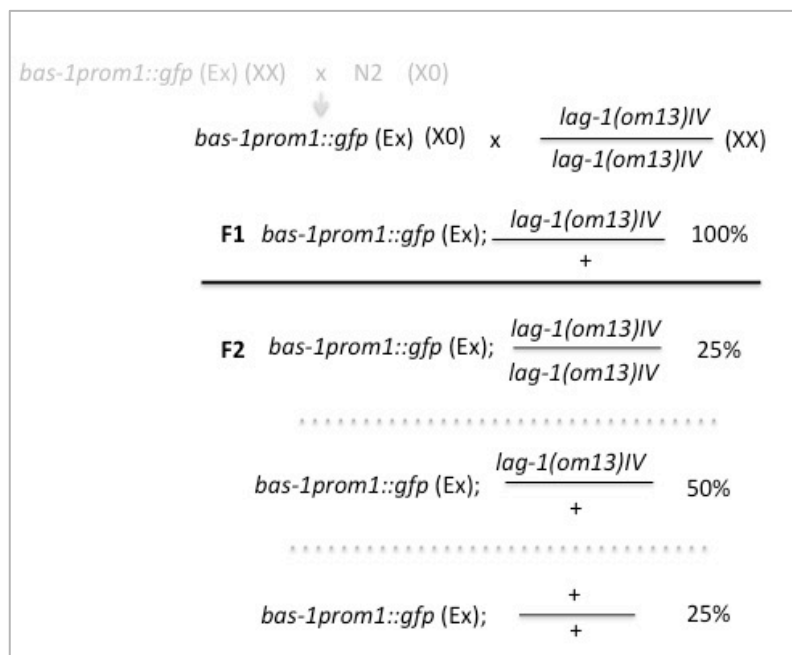 bas-1prom1::gfp (Ex) (XX) x N2 (X0)
bas-1prom1::gfp (Ex) (X0) x lag-1(om13)IV
lag-1(om13)IV (XX)
F1 bas-1prom1::gfp (Ex); lag-1(om13)IV
+ 100%
F2 bas-1prom1::gfp (Ex); lag-1(om13)IV
lag-1(om13)IV 25%
bas-1prom1::gfp (Ex); lag-1(om13)IV
+ 50%
bas-1prom1::gfp (Ex); +
+ 25%